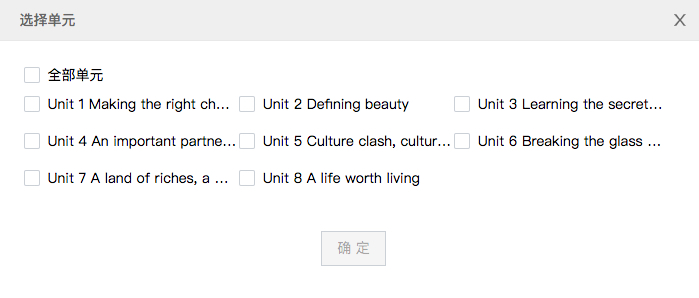 选择单元 X
全部单元
Unit 1 Making the right ch... Unit 2 Defining beauty Unit 3 Learning the secret...
Unit 4 An important partne... Unit 5 Culture clash, cultur... Unit 6 Breaking the glass ...
Unit 7 A land of riches, a ... Unit 8 A life worth living
确 定